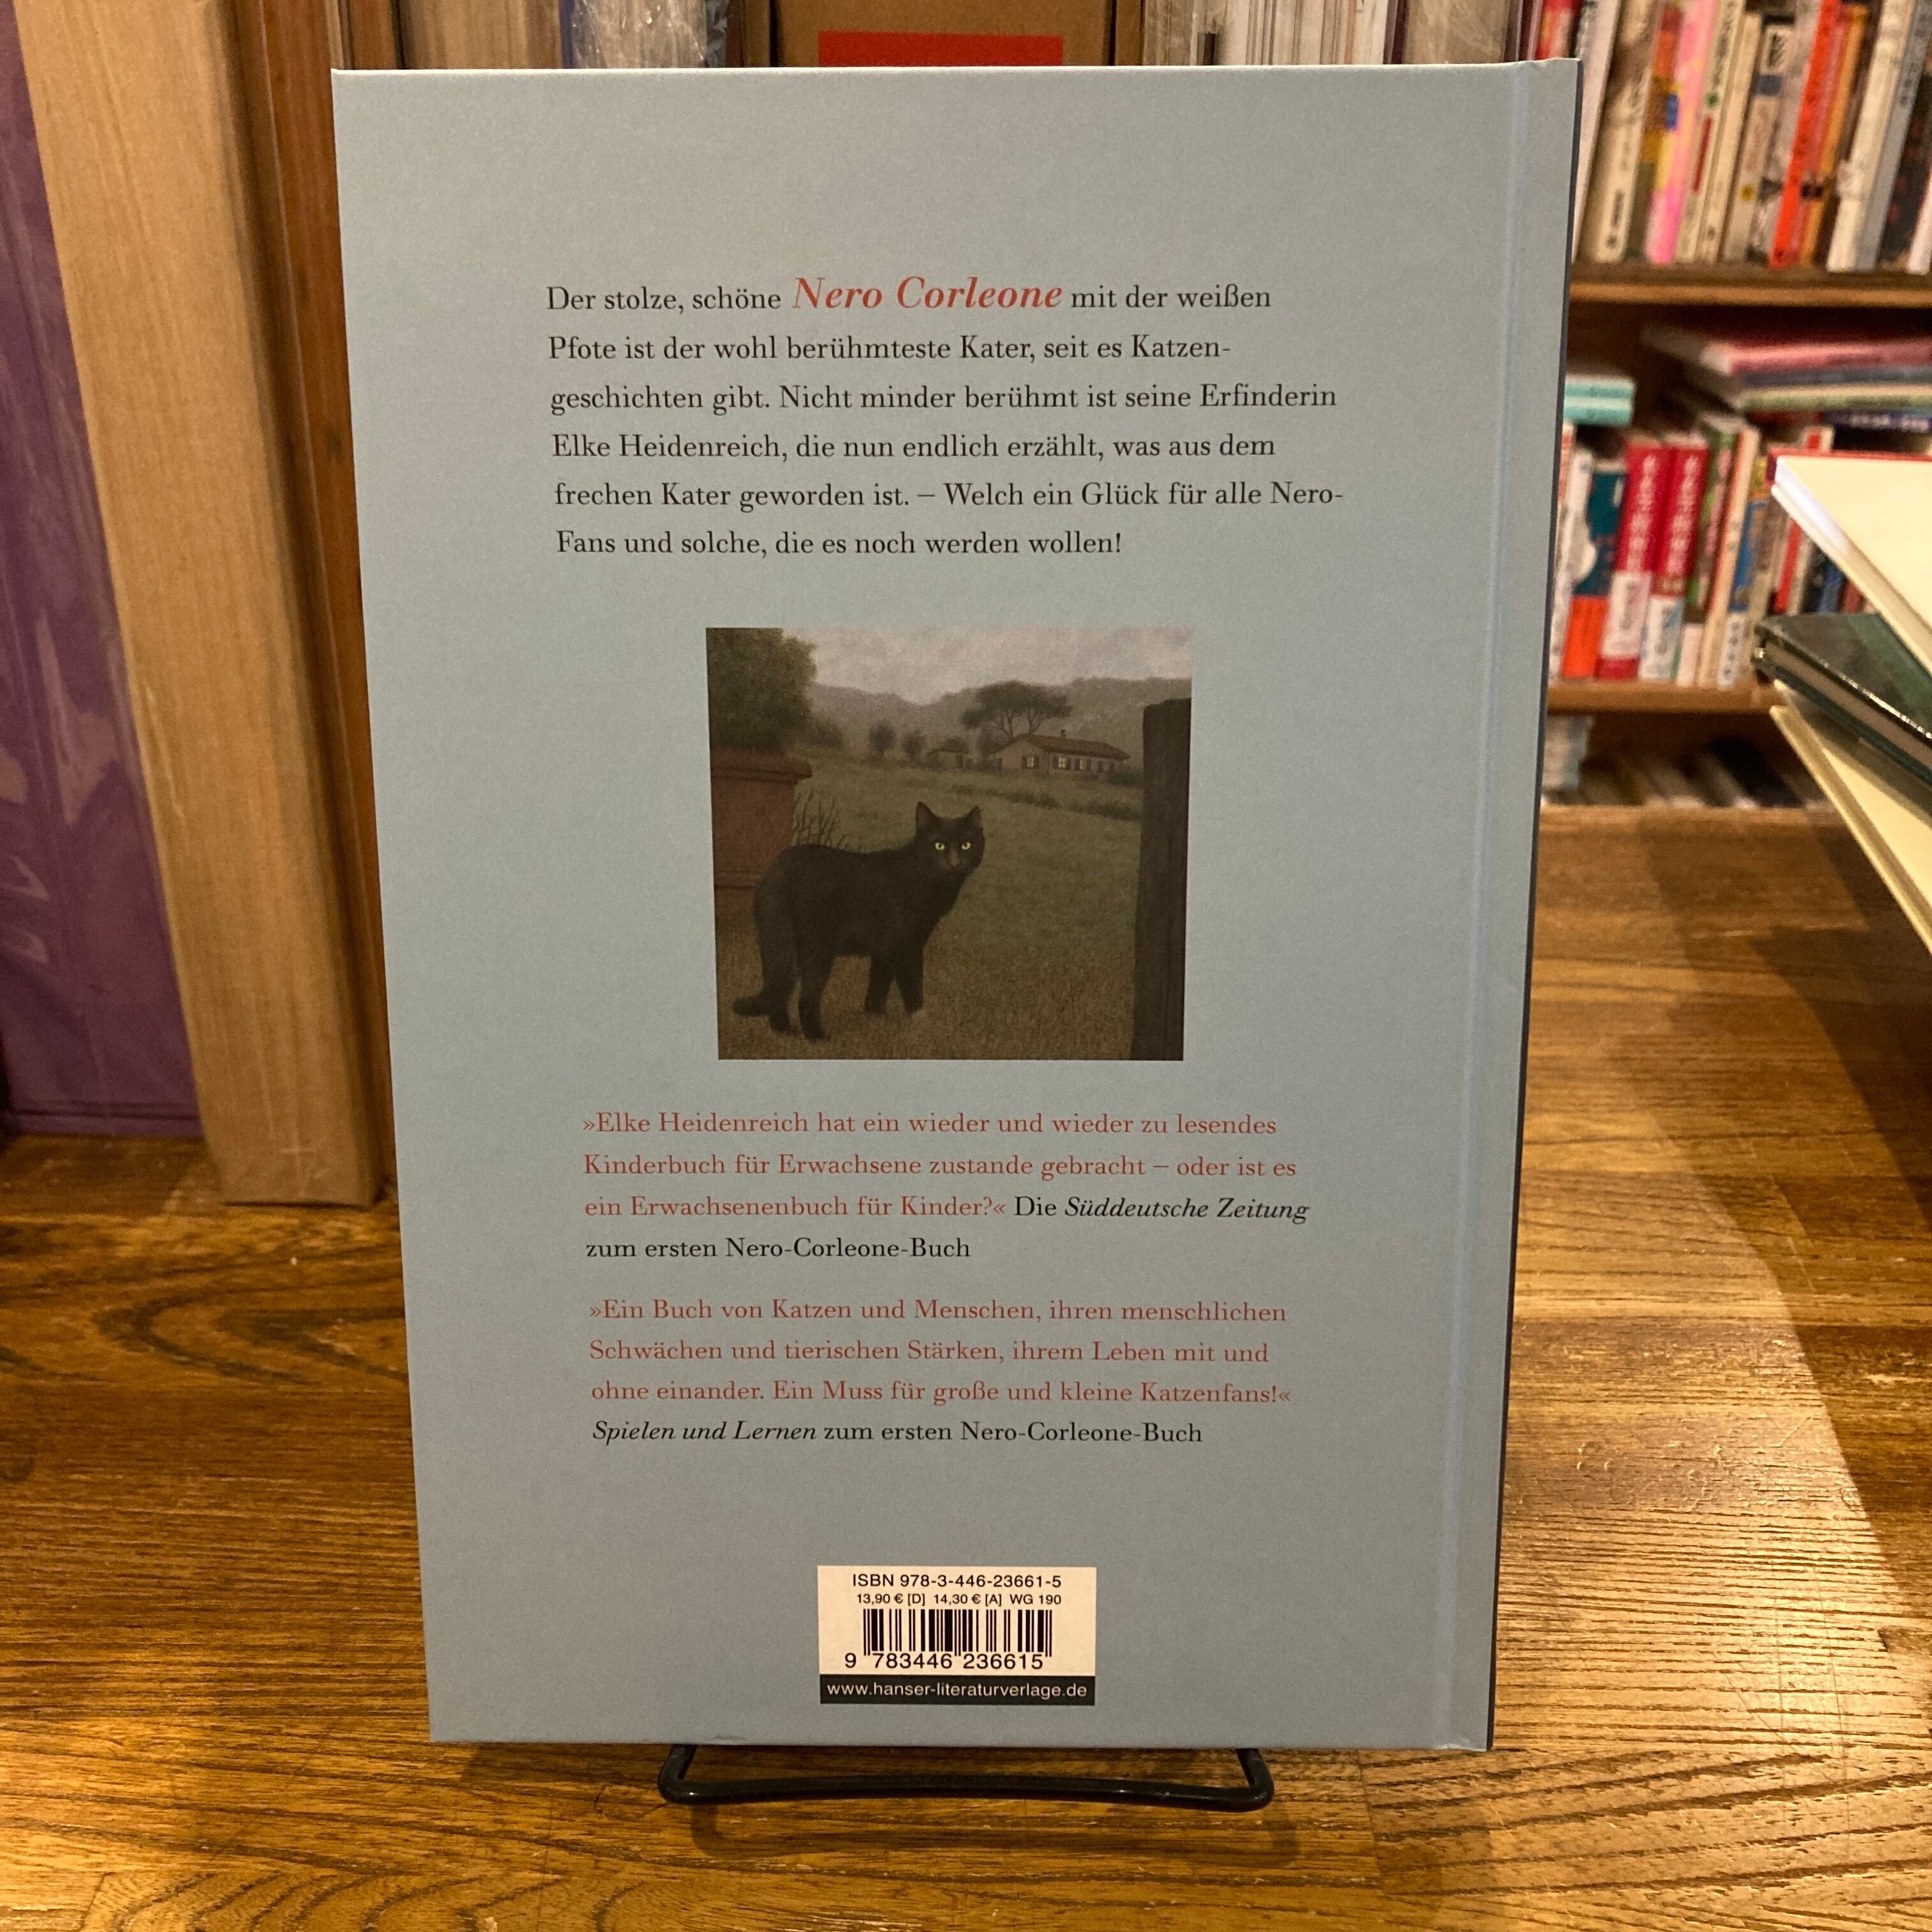 Der stolze, schöne Nero Corleone mit der weißen
Pfote ist der wohl berühmteste Kater, seit es Katzen-
geschichten gibt. Nicht minder berühmt ist seine Erfinderin
Elke Heidenreich, die nun endlich erzählt, was aus dem
frechen Kater geworden ist. – Welch ein Glück für alle Nero-
Fans und solche, die es noch werden wollen!
»Elke Heidenreich hat ein wieder und wieder zu lesendes
Kinderbuch für Erwachsene zustande gebracht – oder ist es
ein Erwachsenenbuch für Kinder?« Die Süddeutsche Zeitung
zum ersten Nero-Corleone-Buch
»Ein Buch von Katzen und Menschen, ihren menschlichen
Schwächen und tierischen Stärken, ihrem Leben mit und
ohne einander. Ein Muss für große und kleine Katzenfans!«
Spielen und Lernen zum ersten Nero-Corleone-Buch
ISBN 978-3-446-23661-5
13,90 € [D] 14,30 € [A] WG 190
9 783446 236615
www.hanser-literaturverlage.de